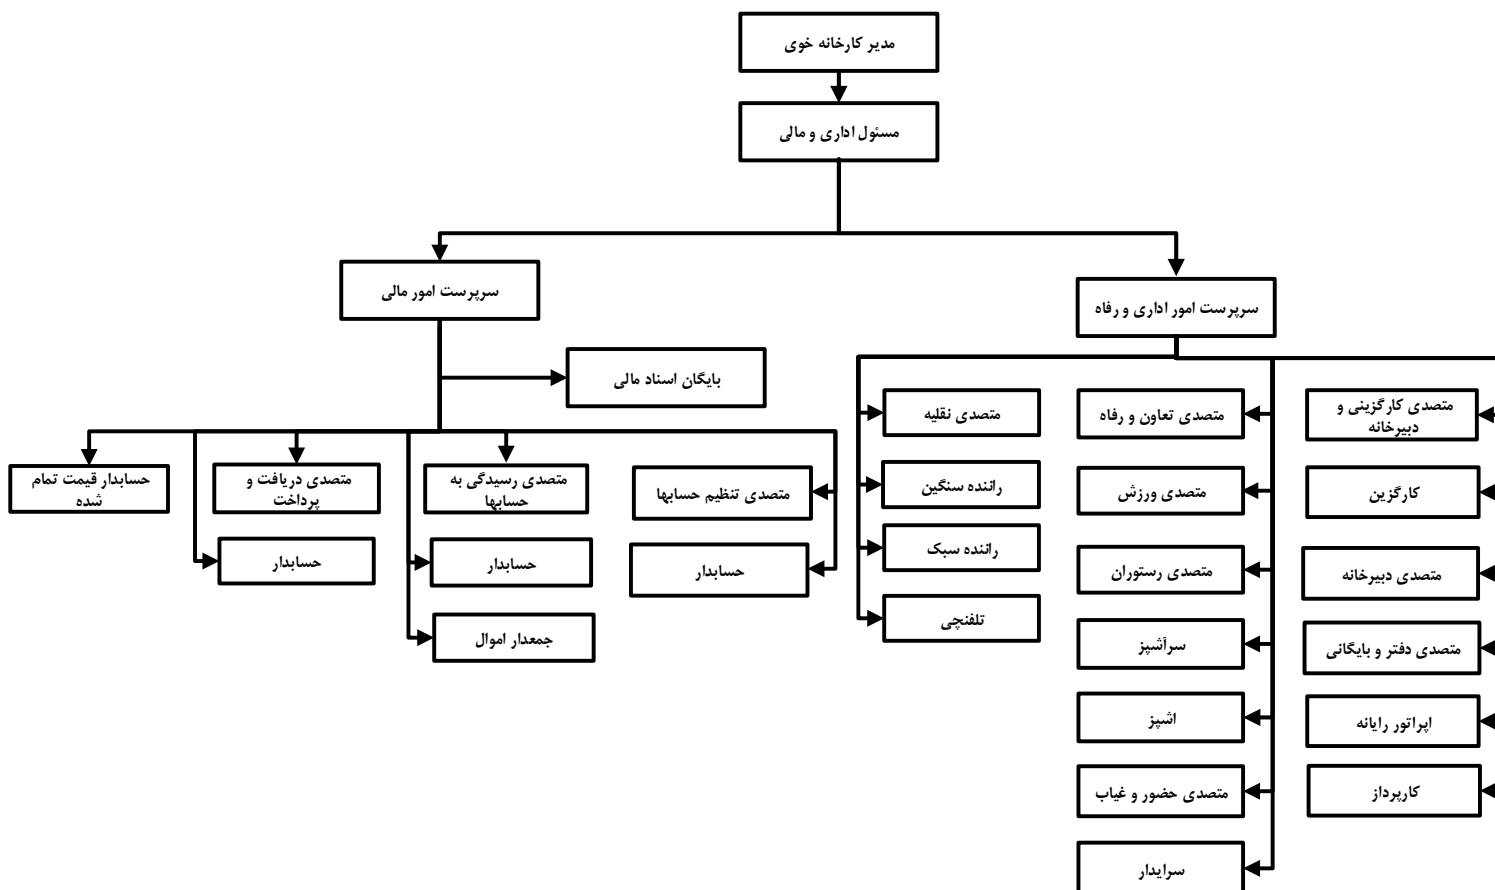 مدیر کارخانه خوی
مسئول اداری و مالی
سرپرست امور مالی
سرپرست امور اداری و رفاه
بایگان اسناد مالی
متصدی کارگزینی و
دبیرخانه
کارگزین
متصدی دبیرخانه
متصدی دفتر و بایگانی
اپراتور رایانه
کارپرداز
متصدی تعاون و رفاه
متصدی ورزش
متصدی رستوران
سرآشپز
اشپز
متصدی حضور و غیاب
سرایدار
متصدی نقلیه
راننده سنگین
راننده سبک
تلفنچی
متصدی تنظیم حسابها
حسابدار
متصدی رسیدگی به
حسابها
حسابدار
جمعدار اموال
متصدی دریافت و
پرداخت
حسابدار
حسابدار قیمت تمام
شده